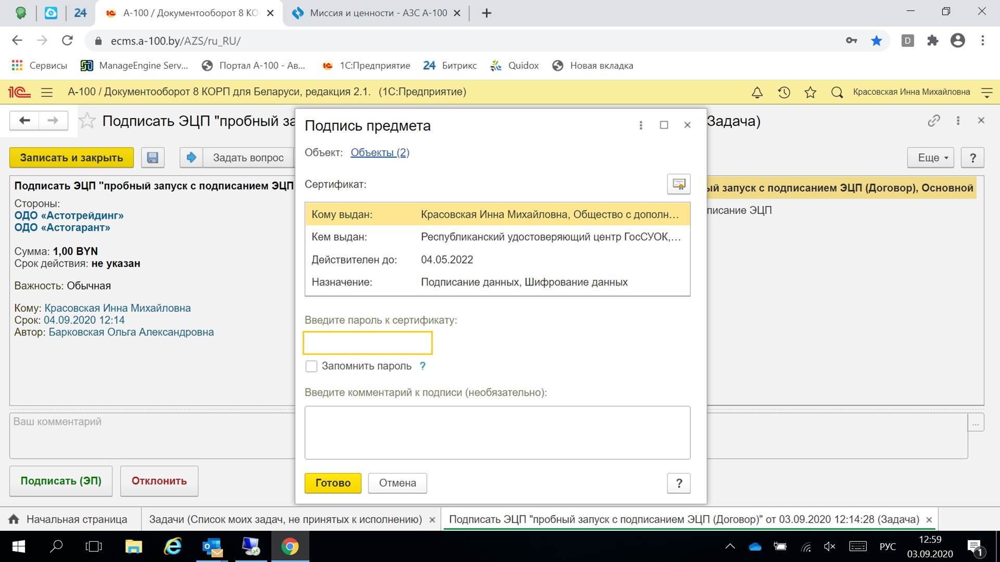 24
А-100 / Документооборот 8 КО
Миссия и ценности - АЗС А-100
ecms.a-100.by/AZS/ru_RU/
D
Сервисы
ManageEngine Serv...
Портал А-100 - Ав...
1С:Предприятие
24 Битрикс
Quidox
Новая вкладка
А-100 / Документооборот 8 КОРП для Беларуси, редакция 2.1. (1С:Предприятие)
Красовская Инна Михайловна
Подписать ЭЦП "пробный за
Задача)
Записать и закрыть
Задать вопрос
Еще
?
Подписать ЭЦП "пробный запуск с подписанием ЭЦП
Стороны:
ОДО «Астотрейдинг»
ОДО «Астогарант»
Сумма: 1,00 BYN
Срок действия: не указан
Важность: Обычная
Кому: Красовская Инна Михайловна
Срок: 04.09.2020 12:14
Автор: Барковская Ольга Александровна
ый запуск с подписанием ЭЦП (Договор), Основной
писание ЭЦП
Подпись предмета
Объект: Объекты (2)
Сертификат:
Кому выдан: Красовская Инна Михайловна, Общество с дополн...
Кем выдан: Республиканский удостоверяющий центр ГосСУОК,...
Действителен до: 04.05.2022
Назначение: Подписание данных, Шифрование данных
Введите пароль к сертификату:
Запомнить пароль ?
Введите комментарий к подписи (необязательно):
Готово
Отмена
?
Ваш комментарий
...
Подписать (ЭП)
Отклонить
Начальная страница
Задачи (Список моих задач, не принятых к исполнению)
Подписать ЭЦП "пробный запуск с подписанием ЭЦП (Договор)" от 03.09.2020 12:14:28 (Задача)
РУС
12:59
03.09.2020
1